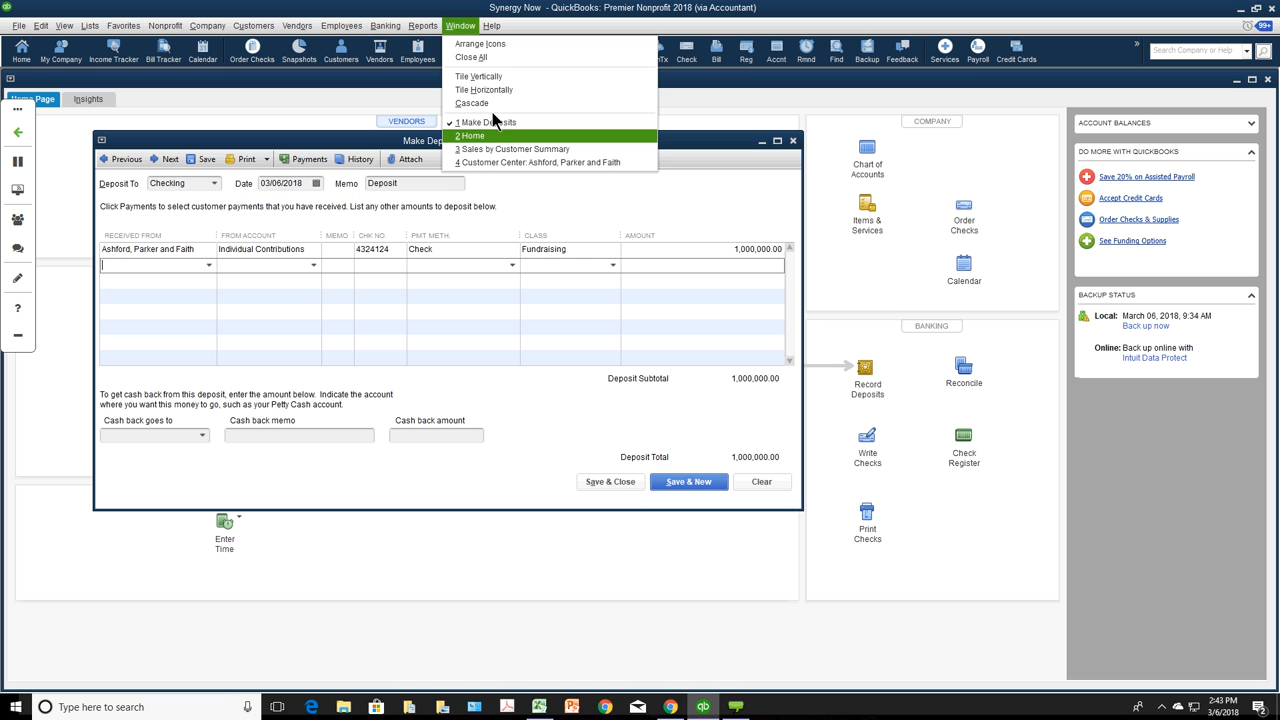 Synergy Now - QuickBooks: Premier Nonprofit 2018 (via Accountant)
File Edit View Lists Favorites Nonprofit Company Customers Vendors Employees Banking Reports Window Help
99+
Home My Company Income Tracker Bill Tracker Calendar Order Checks Snapshots Customers Vendors Employees Check Bill Reg Accnt Rmnd Find Backup Feedback Services Payroll Credit Cards
Search Company or Help
Arrange Icons
Close All
Tile Vertically
Tile Horizontally
Cascade
1 Make Deposits
2 Home
3 Sales by Customer Summary
4 Customer Center: Ashford, Parker and Faith
Home Page Insights
VENDORS
Previous Next Save Print Payments History Attach
Deposit To Checking Date 03/06/2018 Memo Deposit
Click Payments to select customer payments that you have received. List any other amounts to deposit below.
RECEIVED FROM FROM ACCOUNT MEMO CHK NO. PMT METH. CLASS AMOUNT
Ashford, Parker and Faith Individual Contributions 4324124 Check Fundraising 1,000,000.00
Deposit Subtotal 1,000,000.00
To get cash back from this deposit, enter the amount below. Indicate the account
where you want this money to go, such as your Petty Cash account.
Cash back goes to Cash back memo Cash back amount
Deposit Total 1,000,000.00
Save & Close Save & New Clear
Enter
Time
COMPANY
Chart of
Accounts
Items &
Services
Order
Checks
Calendar
BANKING
Record
Deposits
Reconcile
Write
Checks
Check
Register
Print
Checks
ACCOUNT BALANCES
DO MORE WITH QUICKBOOKS
Save 20% on Assisted Payroll
Accept Credit Cards
Order Checks & Supplies
See Funding Options
BACKUP STATUS
Local: March 06, 2018, 9:34 AM
Back up now
Online: Back up online with
Intuit Data Protect
Type here to search
2:43 PM
3/6/2018